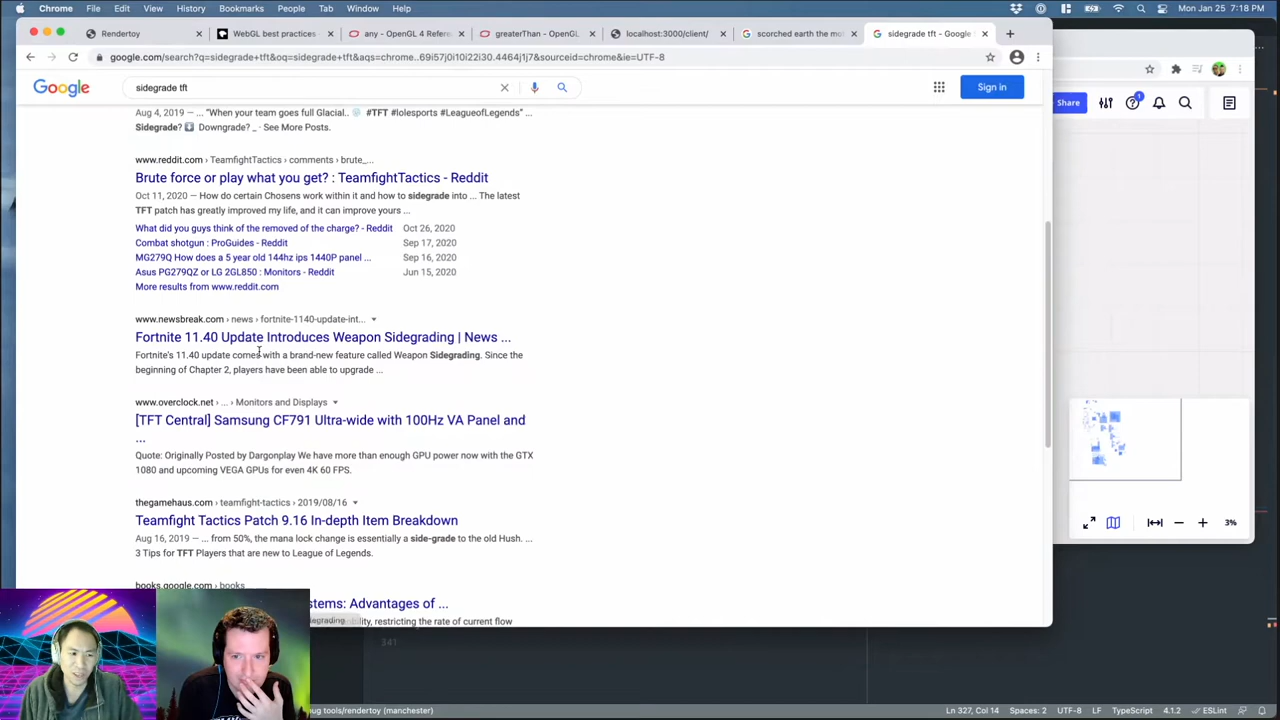 Chrome File Edit View History Bookmarks People Tab Window Help Mon Jan 25 7:18 PM
Rendertoy WebGL best practices - any - OpenGL 4 Refere greaterThan - OpenGL localhost:3000/client/ scorched earth the mo sidegrade tft - Google
google.com/search?q=sidegrade+tft&oq=sidegrade+tft&aqs=chrome..69i57j0i10i22i30.4464j1j7&sourceid=chrome&ie=UTF-8
Google sidegrade tft Sign in
Share 1
Aug 4, 2019 — ... "When your team goes full Glacial.. #TFT #lolesports #LeagueofLegends" ...
Sidegrade? Downgrade? _ · See More Posts.
www.reddit.com › TeamfightTactics › comments › brute_...
Brute force or play what you get? : TeamfightTactics - Reddit
Oct 11, 2020 — How do certain Chosens work within it and how to sidegrade into ... The latest
TFT patch has greatly improved my life, and it can improve yours ...
What did you guys think of the removed of the charge? - Reddit Oct 26, 2020
Combat shotgun : ProGuides - Reddit Sep 17, 2020
MG279Q How does a 5 year old 144hz ips 1440P panel ... Sep 16, 2020
Asus PG279QZ or LG 2GL850 : Monitors - Reddit Jun 15, 2020
More results from www.reddit.com
www.newsbreak.com › news › fortnite-1140-update-int...
Fortnite 11.40 Update Introduces Weapon Sidegrading | News ...
Fortnite's 11.40 update comes with a brand-new feature called Weapon Sidegrading. Since the
beginning of Chapter 2, players have been able to upgrade ...
www.overclock.net › ... › Monitors and Displays
[TFT Central] Samsung CF791 Ultra-wide with 100Hz VA Panel and
...
Quote: Originally Posted by Dargonplay We have more than enough GPU power now with the GTX
1080 and upcoming VEGA GPUs for even 4K 60 FPS.
thegamehaus.com › teamfight-tactics › 2019/08/16
Teamfight Tactics Patch 9.16 In-depth Item Breakdown
Aug 16, 2019 — ... from 50%, the mana lock change is essentially a side-grade to the old Hush. ...
3 Tips for TFT Players that are new to League of Legends.
3%
books.google.com › books
stems: Advantages of ...
, restricting the rate of current flow
341
ug tools/rendertoy (manchester) Ln 327, Col 14 Spaces: 2 UTF-8 LF TypeScript 4.1.2 ESLint